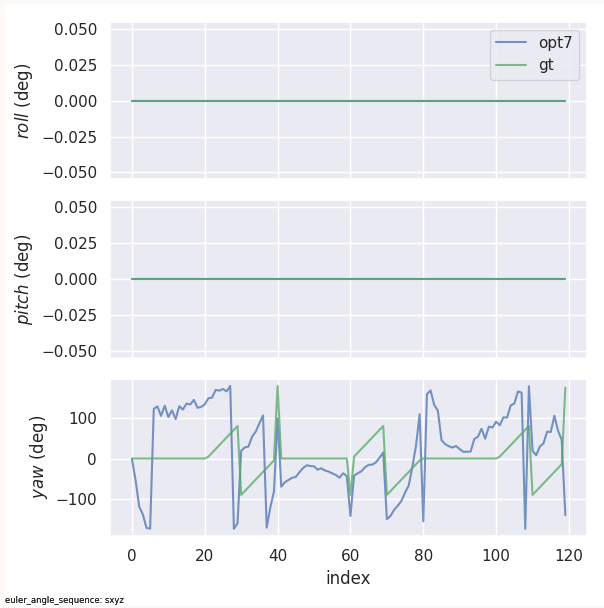 0.050
0.025
0.000
−0.025
−0.050
roll (deg)
opt7
gt
0.050
0.025
0.000
−0.025
−0.050
pitch (deg)
100
0
−100
yaw (deg)
0 20 40 60 80 100 120
index
euler_angle_sequence: sxyz